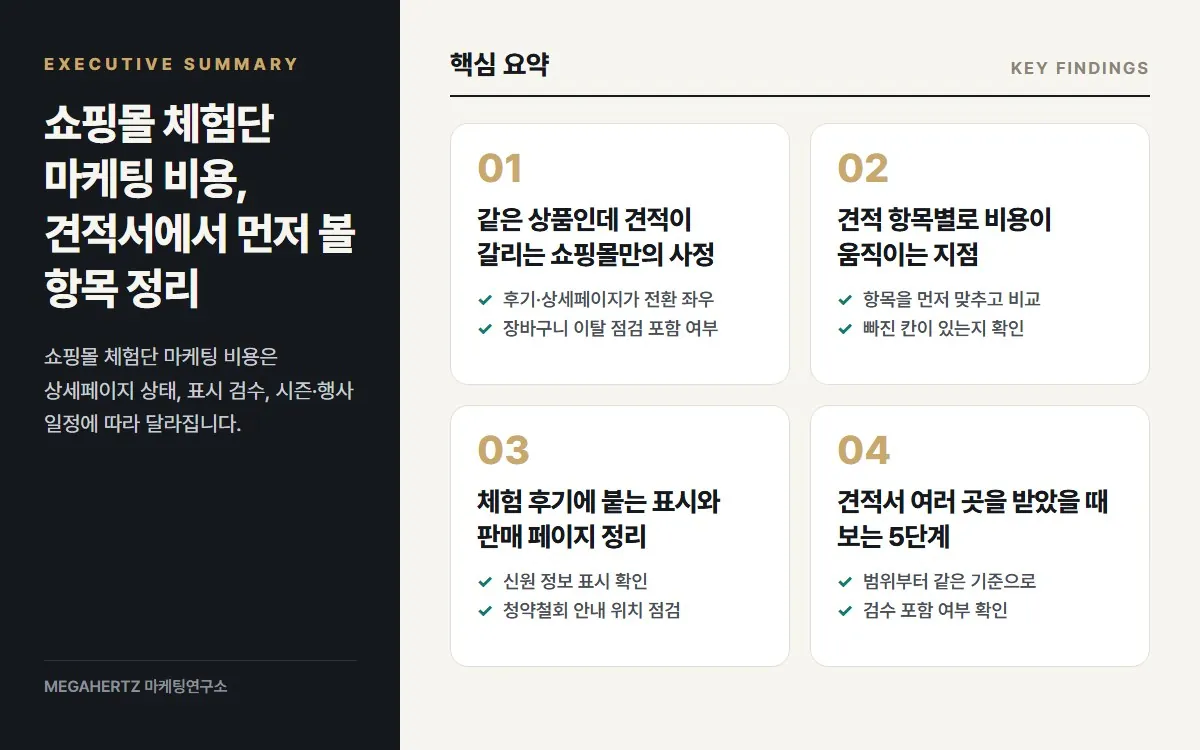 EXECUTIVE SUMMARY
쇼핑몰 체험단
마케팅 비용,
견적서에서 먼저 볼
항목 정리
쇼핑몰 체험단 마케팅 비용은
상세페이지 상태, 표시 검수, 시즌·행사
일정에 따라 달라집니다.
MEGAHERTZ 마케팅연구소
핵심 요약
KEY FINDINGS
01
같은 상품인데 견적이
갈리는 쇼핑몰만의 사정
후기·상세페이지가 전환 좌우
장바구니 이탈 점검 포함 여부
02
견적 항목별로 비용이
움직이는 지점
항목을 먼저 맞추고 비교
빠진 칸이 있는지 확인
03
체험 후기에 붙는 표시와
판매 페이지 정리
신원 정보 표시 확인
청약철회 안내 위치 점검
04
견적서 여러 곳을 받았을 때
보는 5단계
범위부터 같은 기준으로
검수 포함 여부 확인